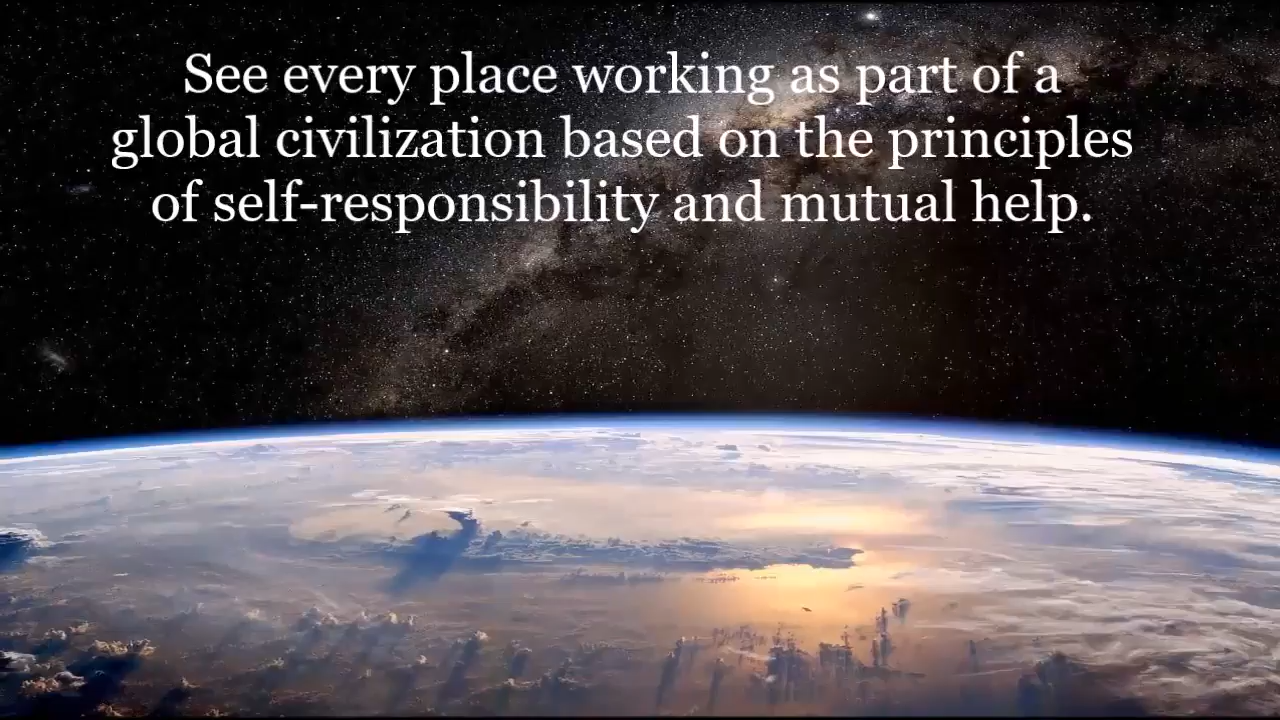 See every place working as part of a
global civilization based on the principles
of self-responsibility and mutual help.